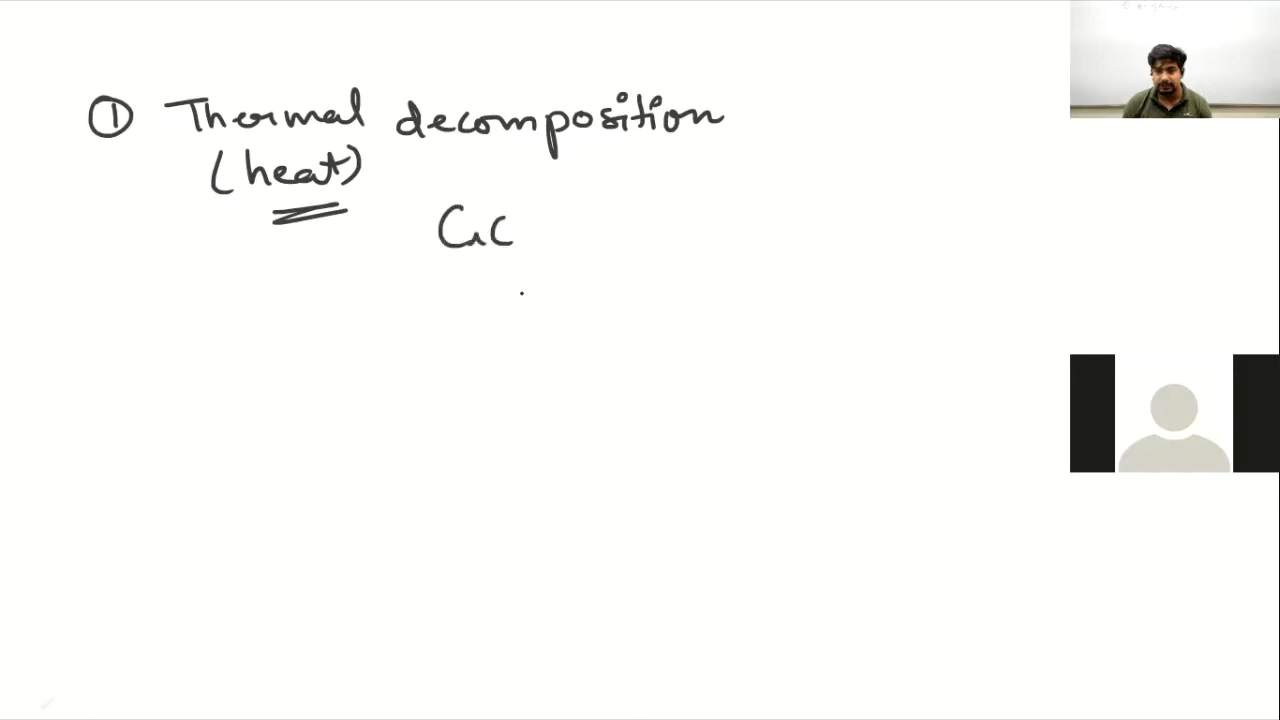 ① Thermal decomposition
(heat)
CaC